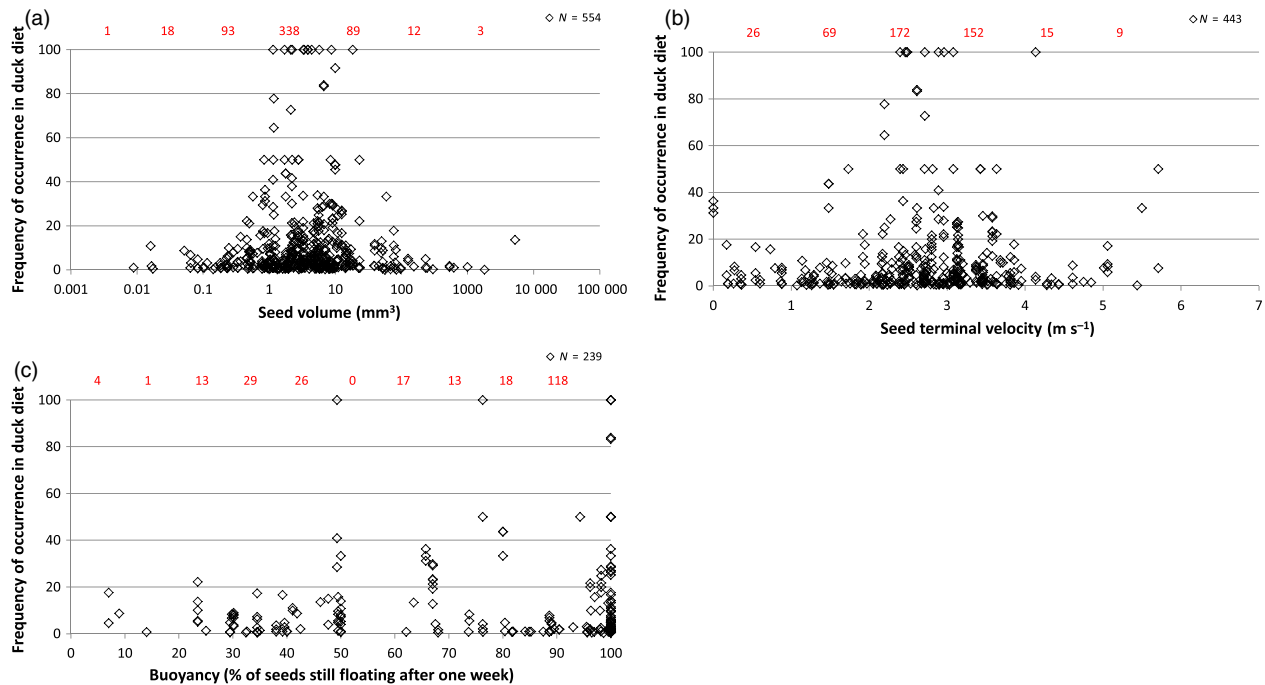 (a)
N = 554
1 18 93 338 89 12 3
Frequency of occurrence in duck diet
100
80
60
40
20
0
0.001 0.01 0.1 1 10 100 1000 10 000 100 000
Seed volume (mm³)
(b)
N = 443
26 69 172 152 15 9
Frequency of occurrence in duck diet
100
80
60
40
20
0
0 1 2 3 4 5 6 7
Seed terminal velocity (m s⁻¹)
(c)
N = 239
4 1 13 29 26 0 17 13 18 118
Frequency of occurrence in duck diet
100
80
60
40
20
0
0 10 20 30 40 50 60 70 80 90 100
Buoyancy (% of seeds still floating after one week)